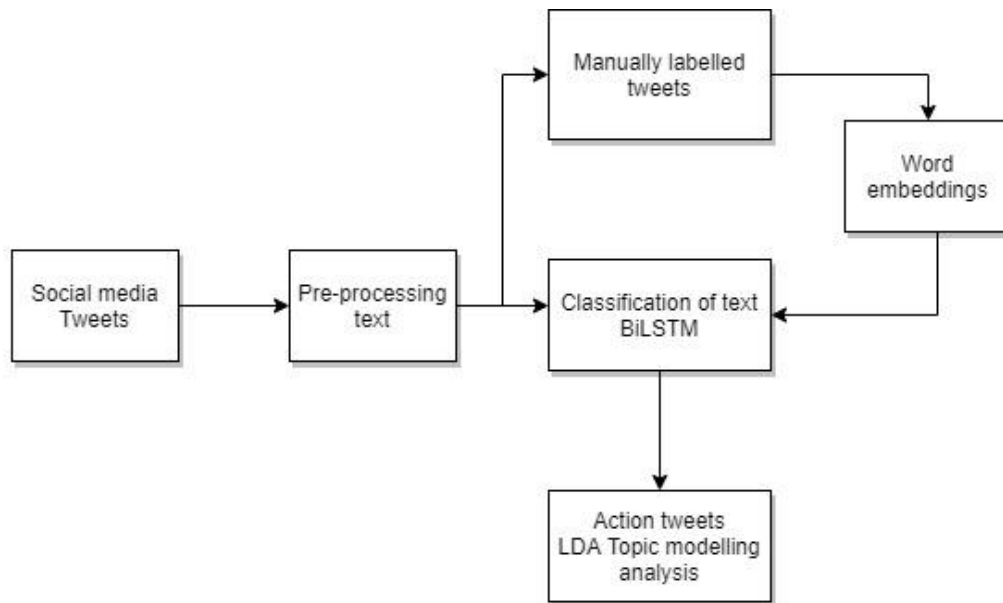 Social media
Tweets
Pre-processing
text
Manually labelled
tweets
Word
embeddings
Classification of text
BiLSTM
Action tweets
LDA Topic modelling
analysis